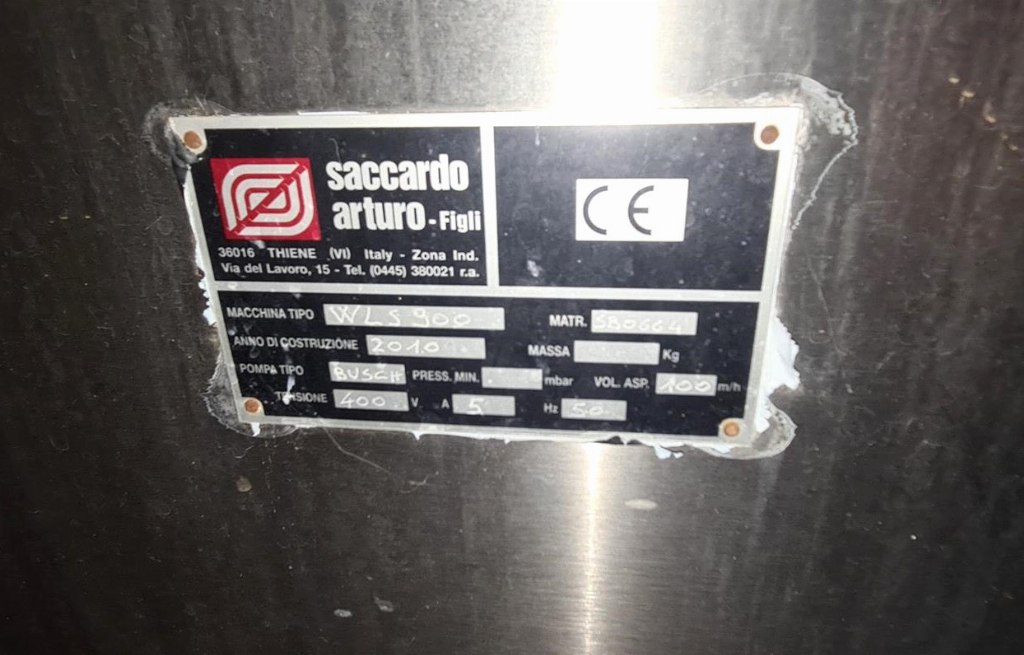 saccardo
arturo - Figli
36016 THIENE (VI) Italy - Zona Ind.
Via del Lavoro, 15 - Tel. (0445) 380021 r.a.
CE
MACCHINA TIPO WLS 900 MATR. 580664
ANNO DI COSTRUZIONE 2010 MASSA Kg
POMPA TIPO BUSCH PRESS. MIN. mbar VOL. ASP. 100 m/h
TENSIONE 400 V A 5 Hz 50